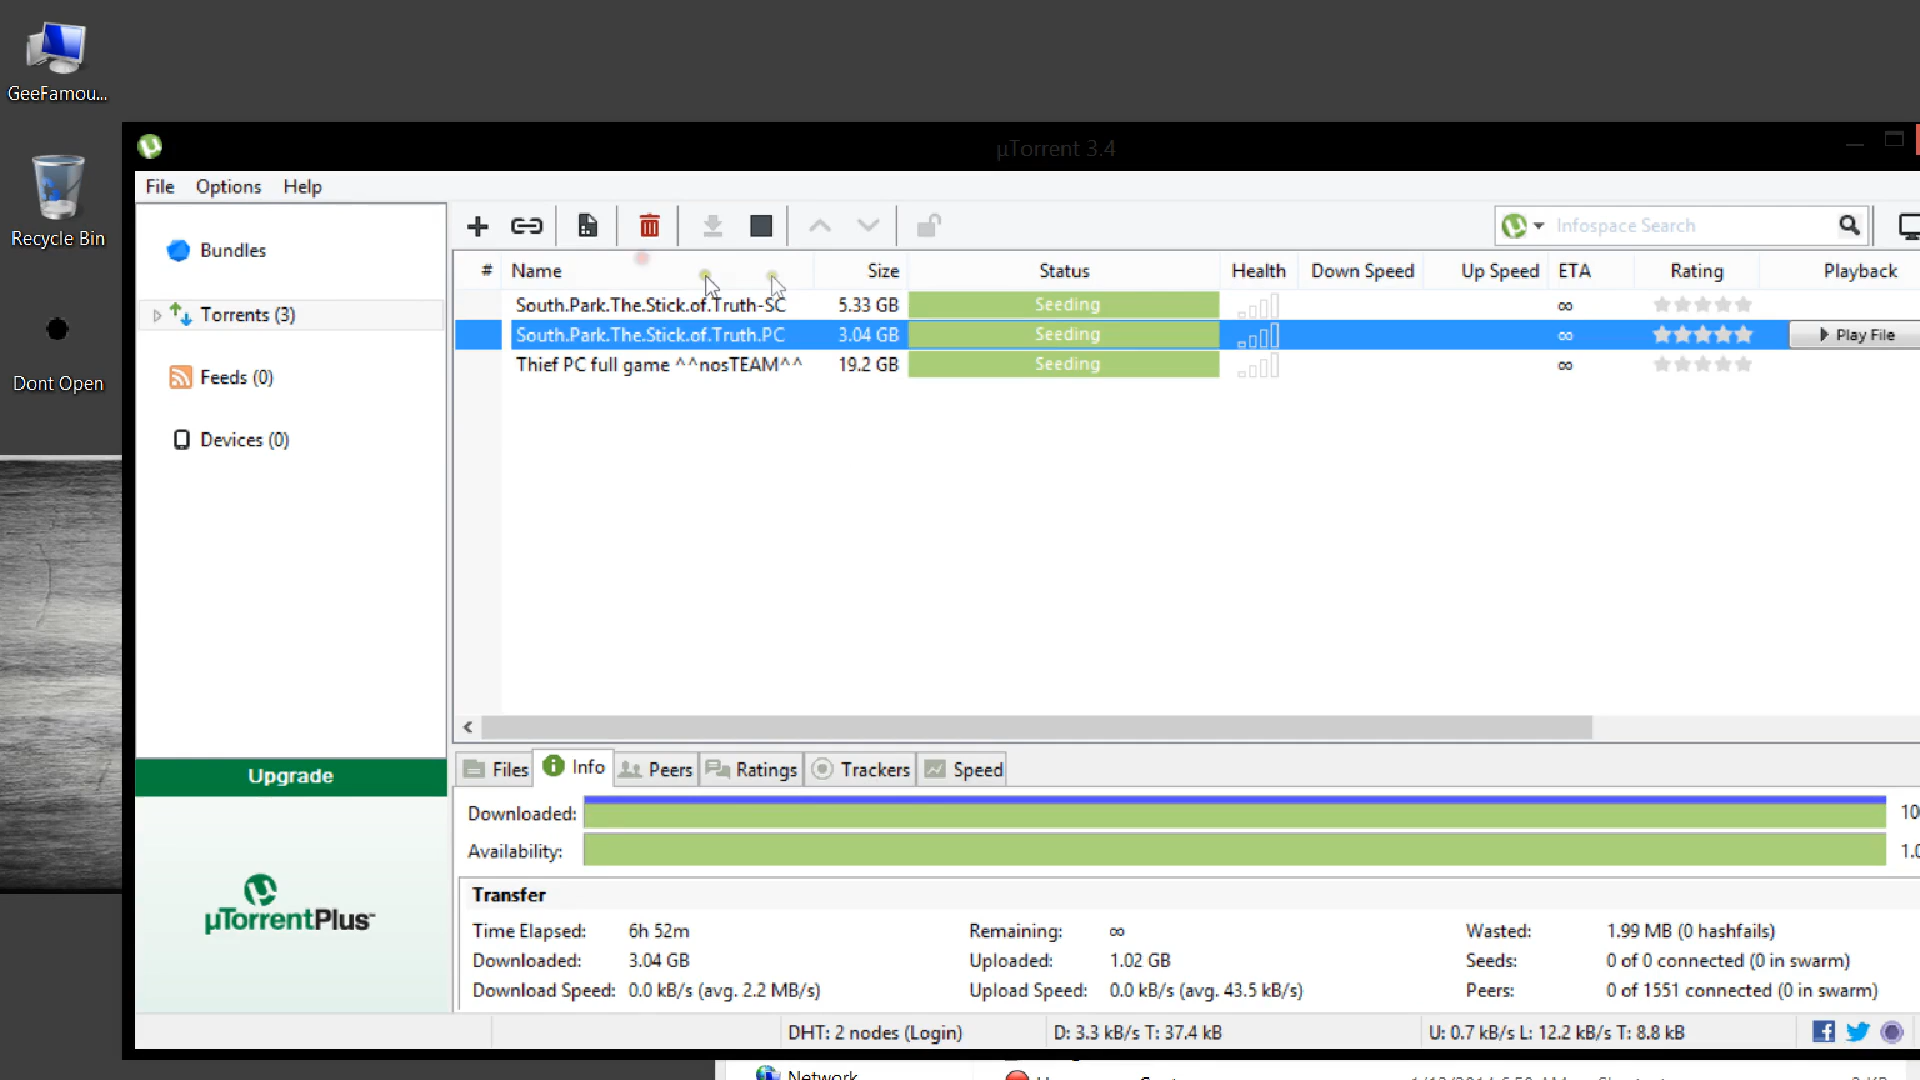 GeeFamou...
Recycle Bin
Dont Open
µTorrent 3.4
File Options Help
Bundles
Torrents (3)
Feeds (0)
Devices (0)
Upgrade
µTorrentPlus
Infospace Search
# Name Size Status Health Down Speed Up Speed ETA Rating Playback
South.Park.The.Stick.of.Truth-SC 5.33 GB Seeding ∞
South.Park.The.Stick.of.Truth.PC 3.04 GB Seeding ∞ Play File
Thief PC full game ^^nosTEAM^^ 19.2 GB Seeding ∞
Files Info Peers Ratings Trackers Speed
Downloaded:
Availability:
Transfer
Time Elapsed: 6h 52m Remaining: ∞ Wasted: 1.99 MB (0 hashfails)
Downloaded: 3.04 GB Uploaded: 1.02 GB Seeds: 0 of 0 connected (0 in swarm)
Download Speed: 0.0 kB/s (avg. 2.2 MB/s) Upload Speed: 0.0 kB/s (avg. 43.5 kB/s) Peers: 0 of 1551 connected (0 in swarm)
DHT: 2 nodes (Login) D: 3.3 kB/s T: 37.4 kB U: 0.7 kB/s L: 12.2 kB/s T: 8.8 kB
Network